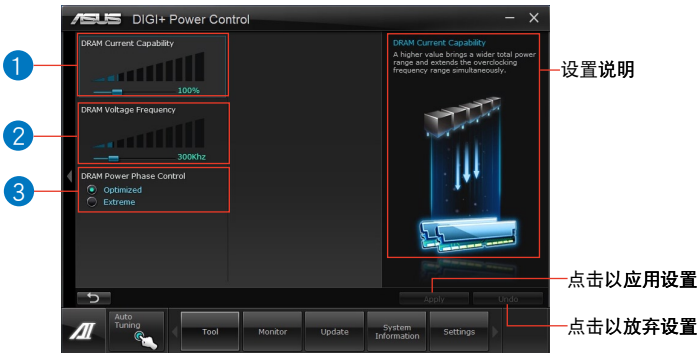 ASUS DIGI+ Power Control
1
DRAM Current Capability
100%
2
DRAM Voltage Frequency
300Khz
3
DRAM Power Phase Control
Optimized
Extreme
DRAM Current Capability
A higher value brings a wider total power
range and extends the overclocking
frequency range simultaneously.
设置说明
Apply
Undo
点击以应用设置
点击以放弃设置
Auto
Tuning
Tool
Monitor
Update
System
Information
Settings